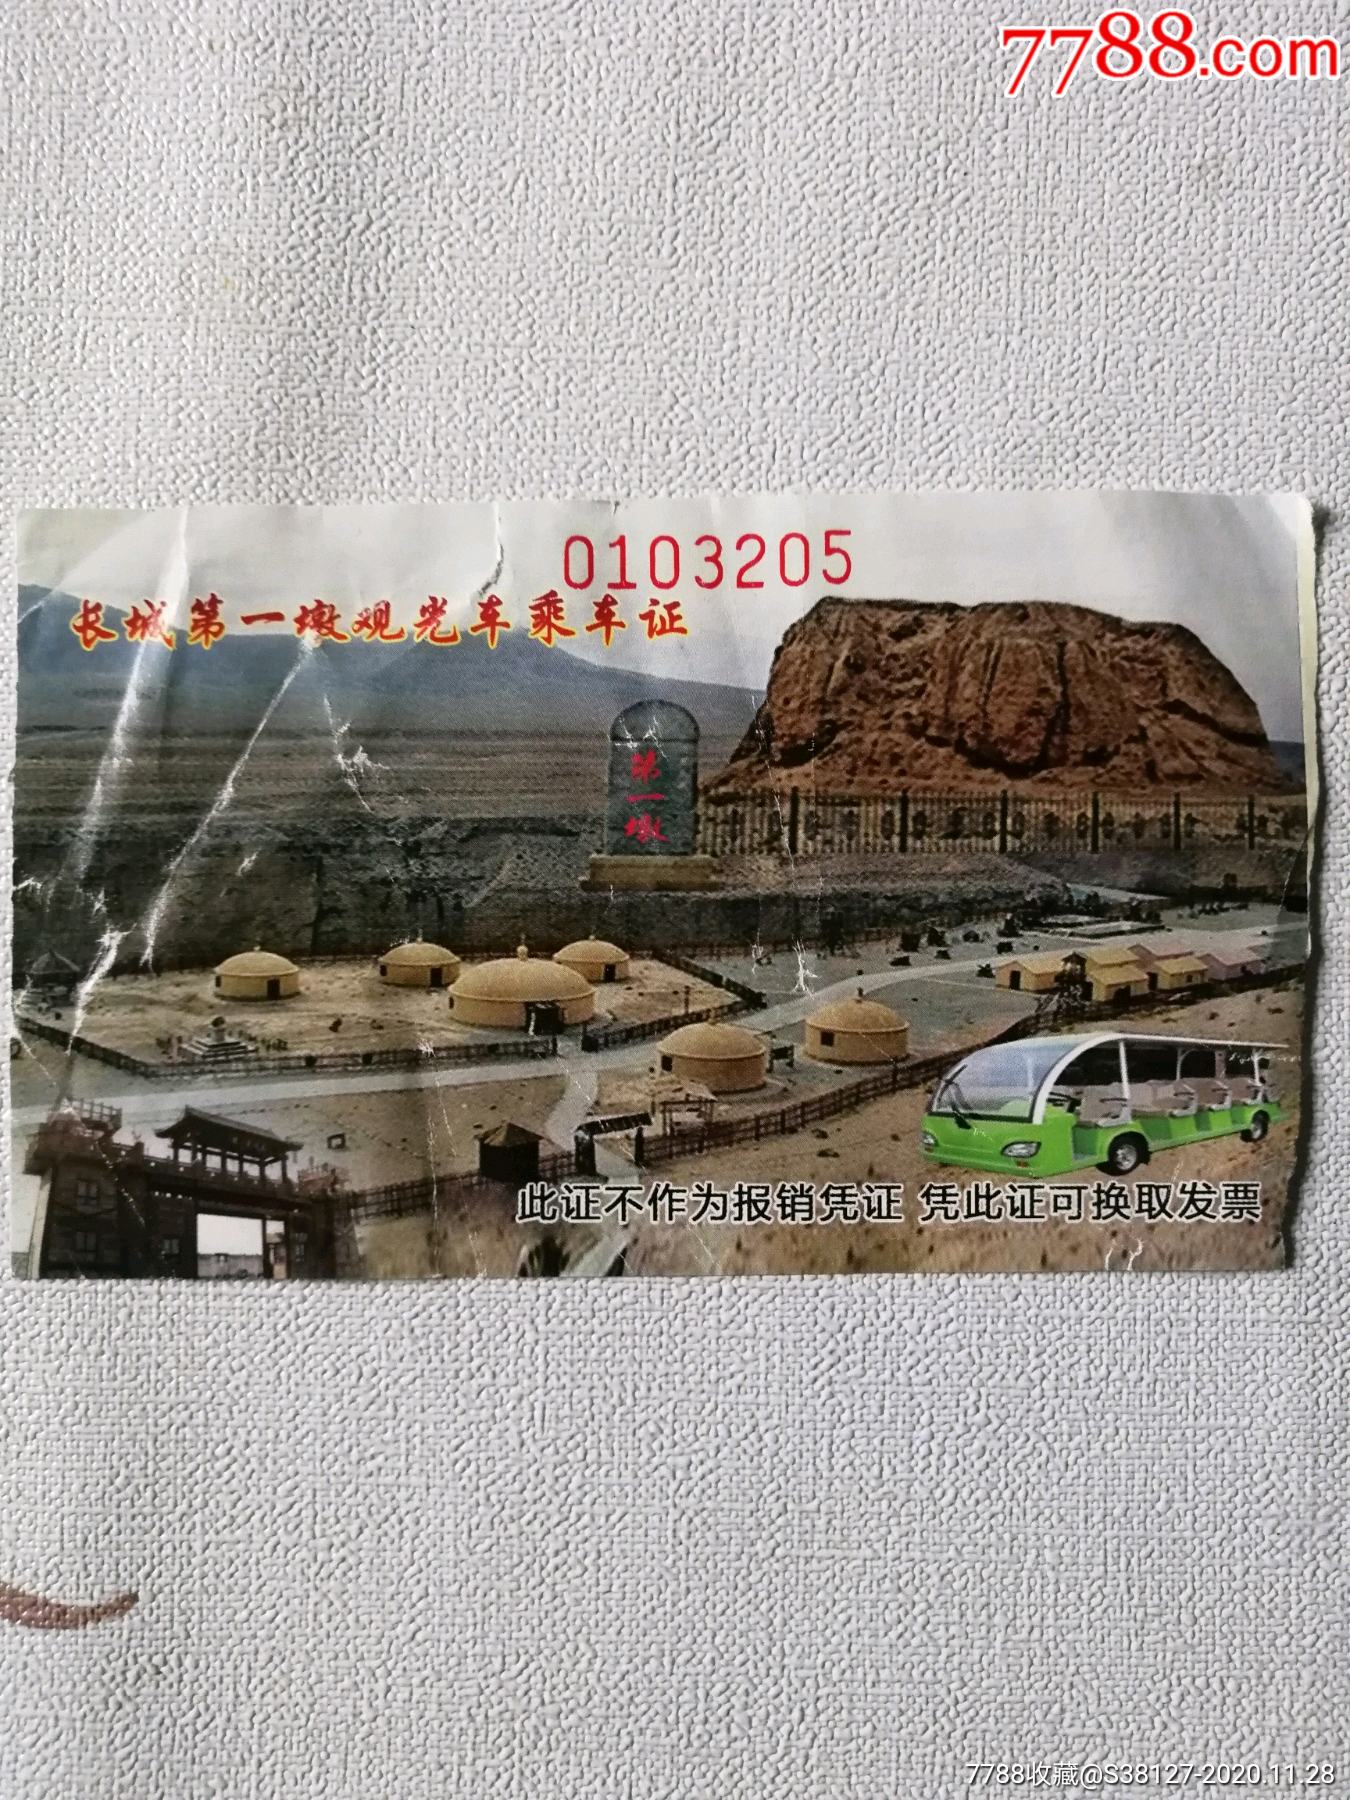 7788.com
0103205
长城第一墩观光车乘车证
第一墩
此证不作为报销凭证 凭此证可换取发票
7788收藏@S38127-2020.11.28